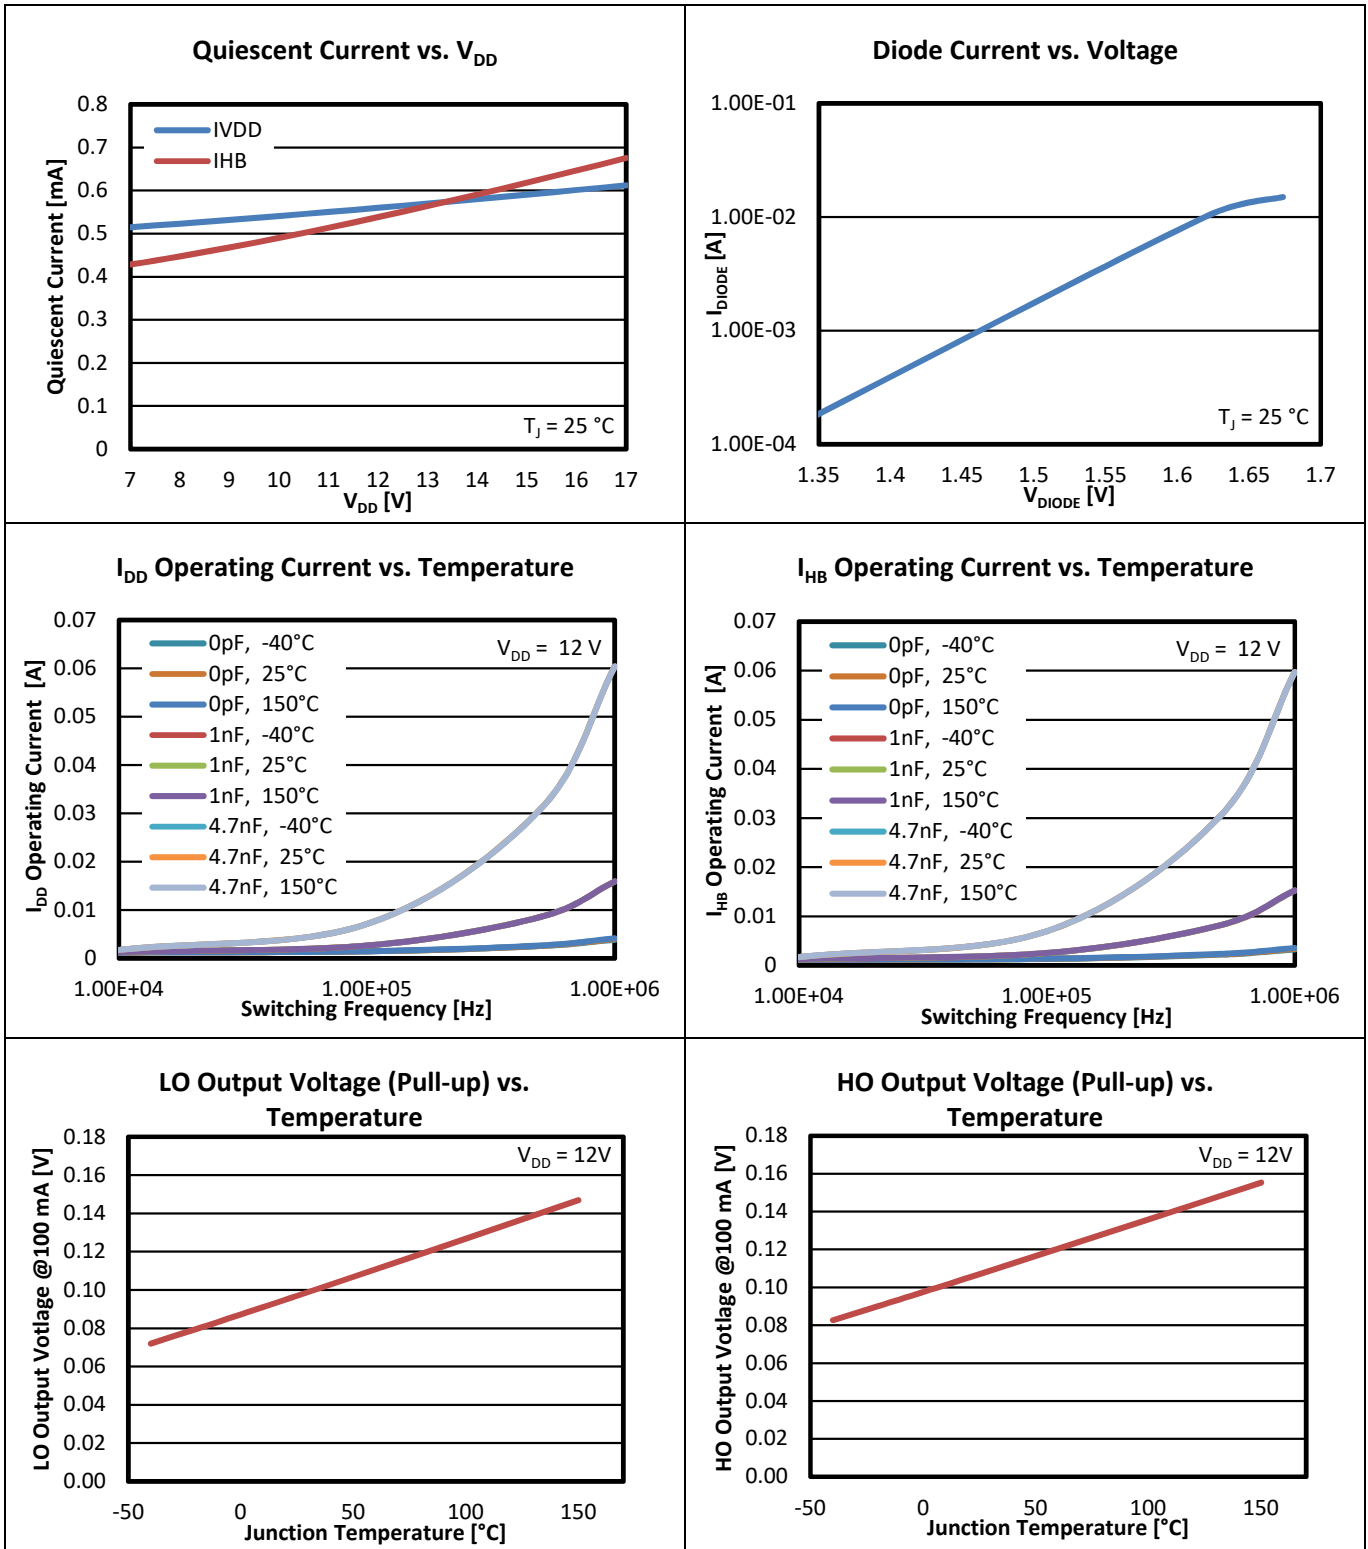 Quiescent Current vs. VDD
Quiescent Current [mA]
0.8
0.7
0.6
0.5
0.4
0.3
0.2
0.1
0
IVDD
IHB
TJ = 25 °C
7 8 9 10 11 12 13 14 15 16 17
VDD [V]
Diode Current vs. Voltage
IDIODE [A]
1.00E-01
1.00E-02
1.00E-03
1.00E-04
TJ = 25 °C
1.35 1.4 1.45 1.5 1.55 1.6 1.65 1.7
VDIODE [V]
IDD Operating Current vs. Temperature
IDD Operating Current [A]
0.07
0.06
0.05
0.04
0.03
0.02
0.01
0
0pF, -40°C
0pF, 25°C
0pF, 150°C
1nF, -40°C
1nF, 25°C
1nF, 150°C
4.7nF, -40°C
4.7nF, 25°C
4.7nF, 150°C
VDD = 12 V
1.00E+04 1.00E+05 1.00E+06
Switching Frequency [Hz]
IHB Operating Current vs. Temperature
IHB Operating Current [A]
0.07
0.06
0.05
0.04
0.03
0.02
0.01
0
0pF, -40°C
0pF, 25°C
0pF, 150°C
1nF, -40°C
1nF, 25°C
1nF, 150°C
4.7nF, -40°C
4.7nF, 25°C
4.7nF, 150°C
VDD = 12 V
1.00E+04 1.00E+05 1.00E+06
Switching Frequency [Hz]
LO Output Voltage (Pull-up) vs.
Temperature
LO Output Votlage @100 mA [V]
0.18
0.16
0.14
0.12
0.10
0.08
0.06
0.04
0.02
0.00
VDD = 12V
-50 0 50 100 150
Junction Temperature [°C]
HO Output Voltage (Pull-up) vs.
Temperature
HO Output Votlage @100 mA [V]
0.18
0.16
0.14
0.12
0.10
0.08
0.06
0.04
0.02
0.00
VDD = 12V
-50 0 50 100 150
Junction Temperature [°C]